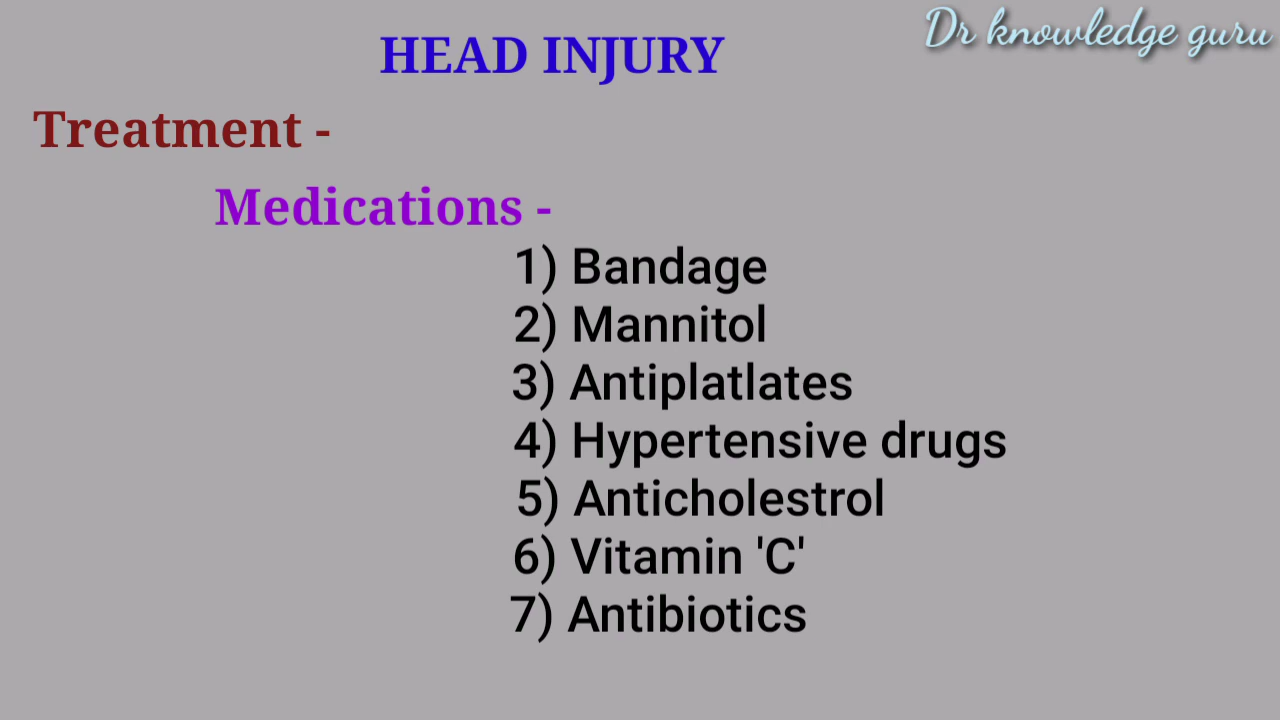 Dr knowledge guru
HEAD INJURY
Treatment -
Medications -
1) Bandage
2) Mannitol
3) Antiplatlates
4) Hypertensive drugs
5) Anticholestrol
6) Vitamin 'C'
7) Antibiotics